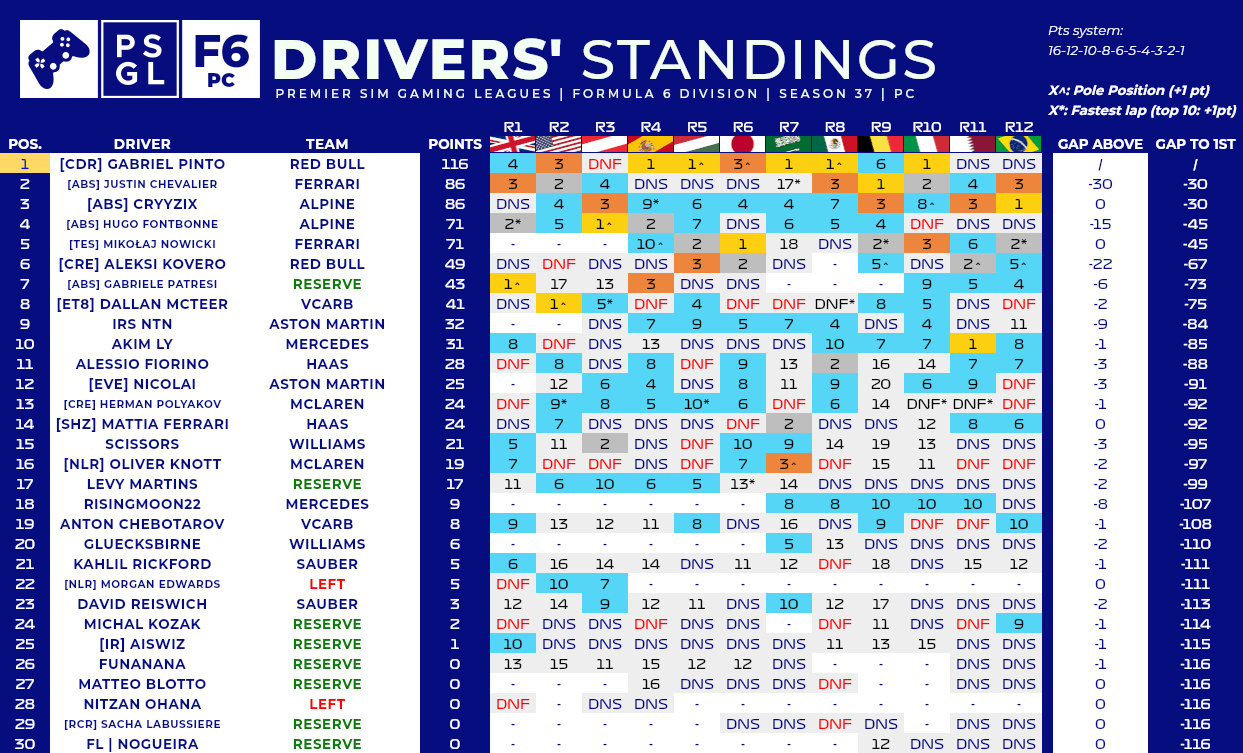 Pts system:
16-12-10-8-6-5-4-3-2-1
PS GL F6 PC DRIVERS' STANDINGS
X^: Pole Position (+1 pt)
PREMIER SIM GAMING LEAGUES | FORMULA 6 DIVISION | SEASON 37 | PC
X*: Fastest lap (top 10: +1pt)
POS. DRIVER TEAM POINTS R1 R2 R3 R4 R5 R6 R7 R8 R9 R10 R11 R12 GAP ABOVE GAP TO 1ST
1 [CDR] GABRIEL PINTO RED BULL 116 4 3 DNF 1 1^ 3^ 1 1^ 6 1 DNS DNS / /
2 [ABS] JUSTIN CHEVALIER FERRARI 86 3 2 4 DNS DNS DNS 17* 3 1 2 4 3 -30 -30
3 [ABS] CRYYZIX ALPINE 86 DNS 4 3 9* 6 4 4 7 3 8^ 3 1 0 -30
4 [ABS] HUGO FONTBONNE ALPINE 71 2* 5 1^ 2 7 DNS 6 5 4 DNF DNS DNS -15 -45
5 [TES] MIKOŁAJ NOWICKI FERRARI 71 - - - 10^ 2 1 18 DNS 2* 3 6 2* 0 -45
6 [CRE] ALEKSI KOVERO RED BULL 49 DNS DNF DNS DNS 3 2 DNS - 5^ DNS 2^ 5^ -22 -67
7 [ABS] GABRIELE PATRESI RESERVE 43 1^ 17 13 3 DNS DNS - - - 9 5 4 -6 -73
8 [ET8] DALLAN MCTEER VCARB 41 DNS 1^ 5* DNF 4 DNF DNF DNF* 8 5 DNS DNF -2 -75
9 IRS NTN ASTON MARTIN 32 - - DNS 7 9 5 7 4 DNS 4 DNS 11 -9 -84
10 AKIM LY MERCEDES 31 8 DNF DNS 13 DNS DNS DNS 10 7 7 1 8 -1 -85
11 ALESSIO FIORINO HAAS 28 DNF 8 DNS 8 DNF 9 13 2 16 14 7 7 -3 -88
12 [EVE] NICOLAI ASTON MARTIN 25 - 12 6 4 DNS 8 11 9 20 6 9 DNF -3 -91
13 [CRE] HERMAN POLYAKOV MCLAREN 24 DNF 9* 8 5 10* 6 DNF 6 14 DNF* DNF* DNF -1 -92
14 [SHZ] MATTIA FERRARI HAAS 24 DNS 7 DNS DNS DNS DNF 2 DNS DNS 12 8 6 0 -92
15 SCISSORS WILLIAMS 21 5 11 2 DNS DNF 10 9 14 19 13 DNS DNS -3 -95
16 [NLR] OLIVER KNOTT MCLAREN 19 7 DNF DNF DNS DNF 7 3^ DNF 15 11 DNF DNF -2 -97
17 LEVY MARTINS RESERVE 17 11 6 10 6 5 13* 14 DNS DNS DNS DNS DNS -2 -99
18 RISINGMOON22 MERCEDES 9 - - - - - - 8 8 10 10 10 DNS -8 -107
19 ANTON CHEBOTAROV VCARB 8 9 13 12 11 8 DNS 16 DNS 9 DNF DNF 10 -1 -108
20 GLUECKSBIRNE WILLIAMS 6 - - - - - - 5 13 DNS DNS DNS DNS -2 -110
21 KAHLIL RICKFORD SAUBER 5 6 16 14 14 DNS 11 12 DNF 18 DNS 15 12 -1 -111
22 [NLR] MORGAN EDWARDS LEFT 5 DNF 10 7 - - - - - - - - - 0 -111
23 DAVID REISWICH SAUBER 3 12 14 9 12 11 DNS 10 12 17 DNS DNS DNS -2 -113
24 MICHAL KOZAK RESERVE 2 DNF DNS DNS DNF DNS DNS - DNF 11 DNS DNF 9 -1 -114
25 [IR] AISWIZ RESERVE 1 10 DNS DNS DNS DNS DNS DNS 11 13 15 DNS DNS -1 -115
26 FUNANANA RESERVE 0 13 15 11 15 12 12 DNS - - - DNS DNS -1 -116
27 MATTEO BLOTTO RESERVE 0 - - - 16 DNS DNS DNS DNF - - DNS DNS 0 -116
28 NITZAN OHANA LEFT 0 DNF - DNS DNS - - - - - - - - 0 -116
29 [RCR] SACHA LABUSSIERE RESERVE 0 - - - - - DNS DNS DNF DNS - DNS DNS 0 -116
30 FL | NOGUEIRA RESERVE 0 - - - - - - - - 12 DNS DNS DNS 0 -116